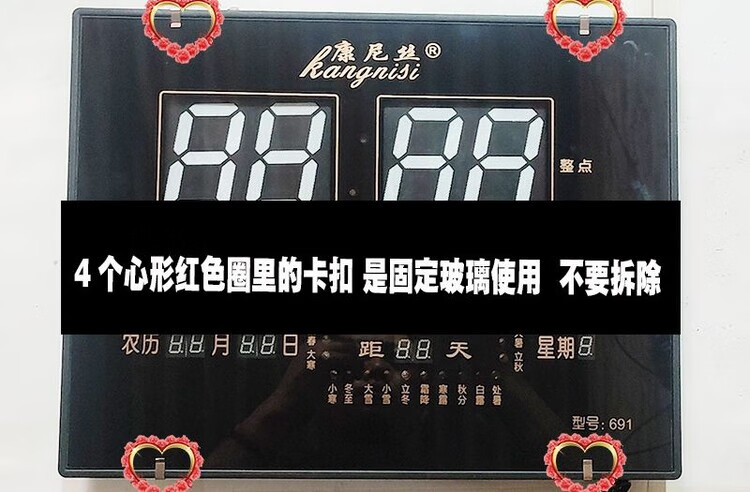 康尼丝®
kangnisi
整点
4个心形红色圈里的卡扣 是固定玻璃使用 不要拆除
春 大寒
大暑 立秋
农历 月 日 距 天 星期
小寒 冬至 大雪 小雪 立冬 霜降 寒露 秋分 白露 处暑
型号:691